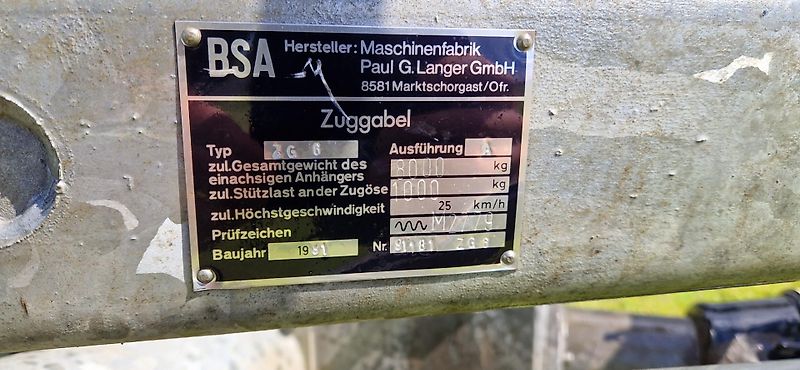 BSA Hersteller: Maschinenfabrik
Paul G. Langer GmbH
8581 Marktschorgast/Ofr.
Zuggabel
Typ ZG 6 Ausführung A
zul. Gesamtgewicht des
einachsigen Anhängers 8000 kg
zul. Stützlast an der Zugöse 1000 kg
zul. Höchstgeschwindigkeit 25 km/h
Prüfzeichen M2779
Baujahr 1981 Nr.